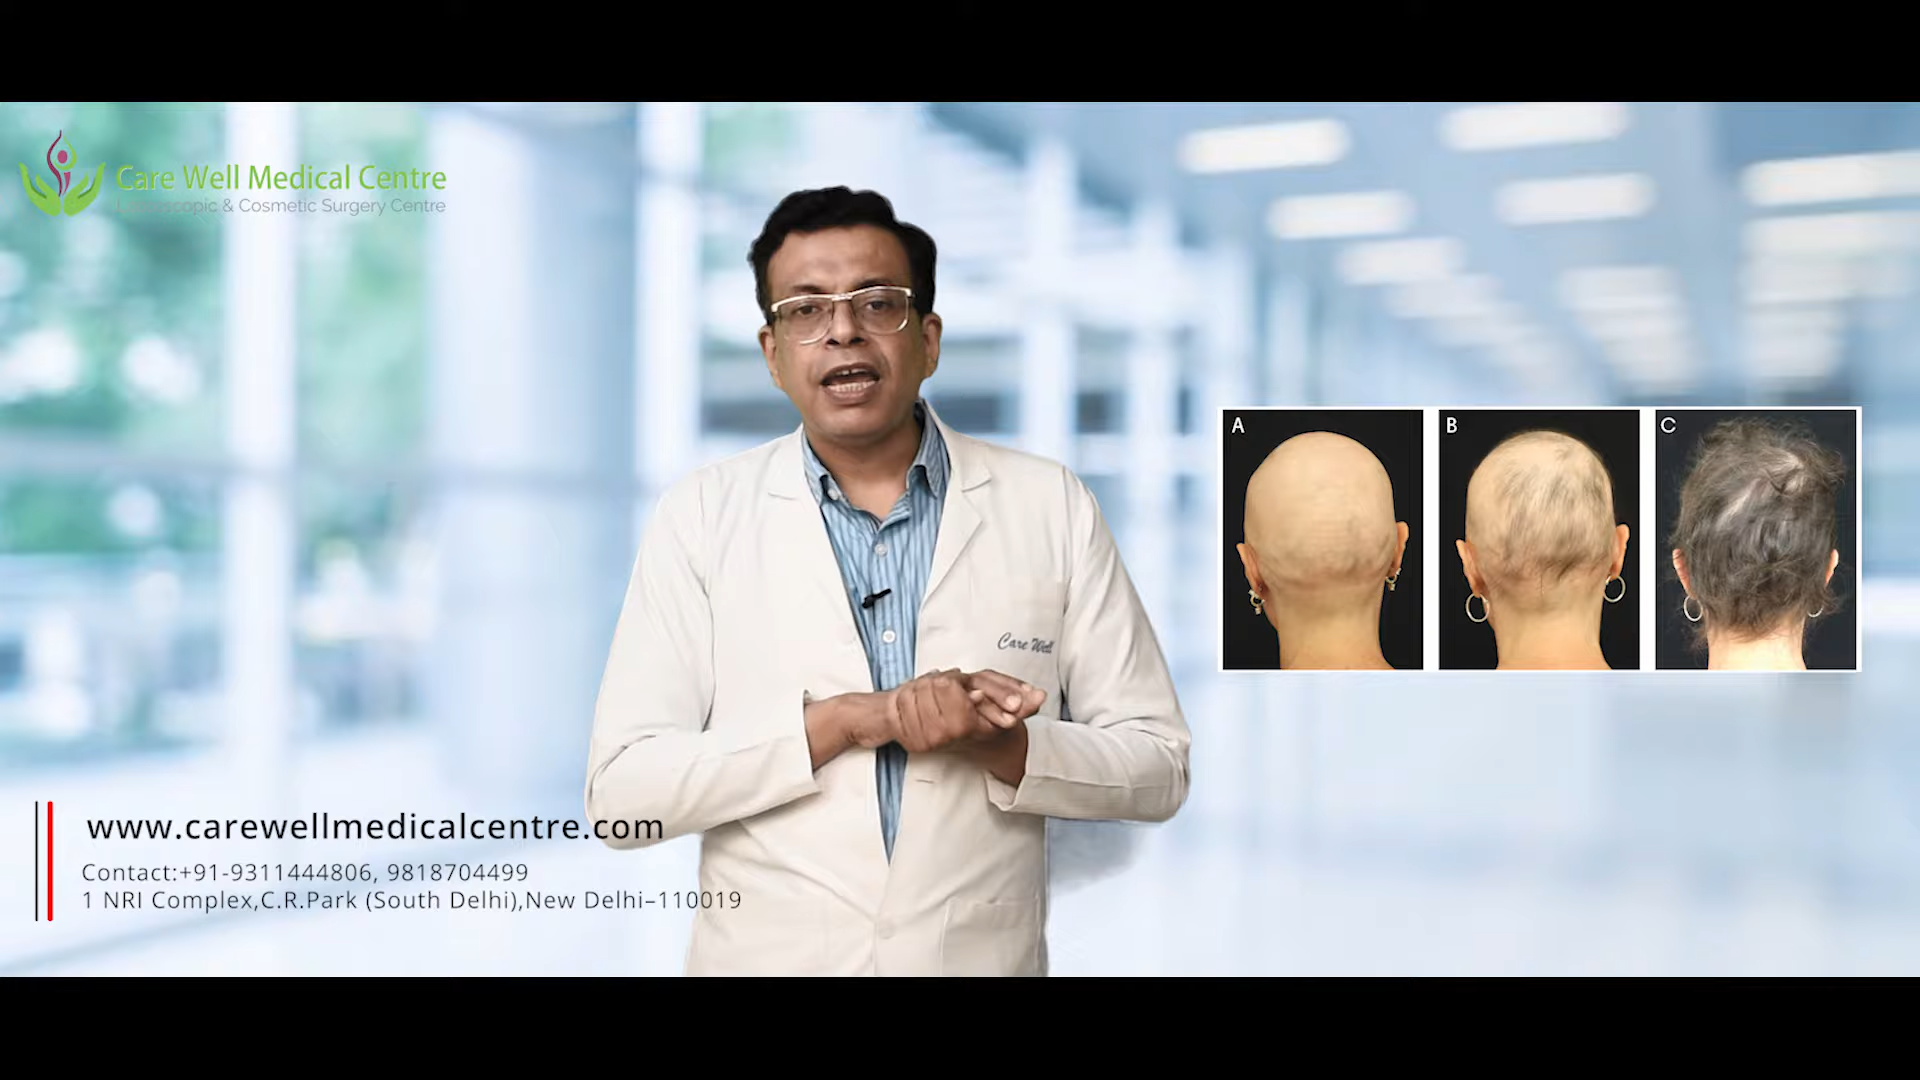 Care Well Medical Centre
Laparoscopic & Cosmetic Surgery Centre
A
B
C
Care Well
www.carewellmedicalcentre.com
Contact:+91-9311444806, 9818704499
1 NRI Complex,C.R.Park (South Delhi),New Delhi–110019